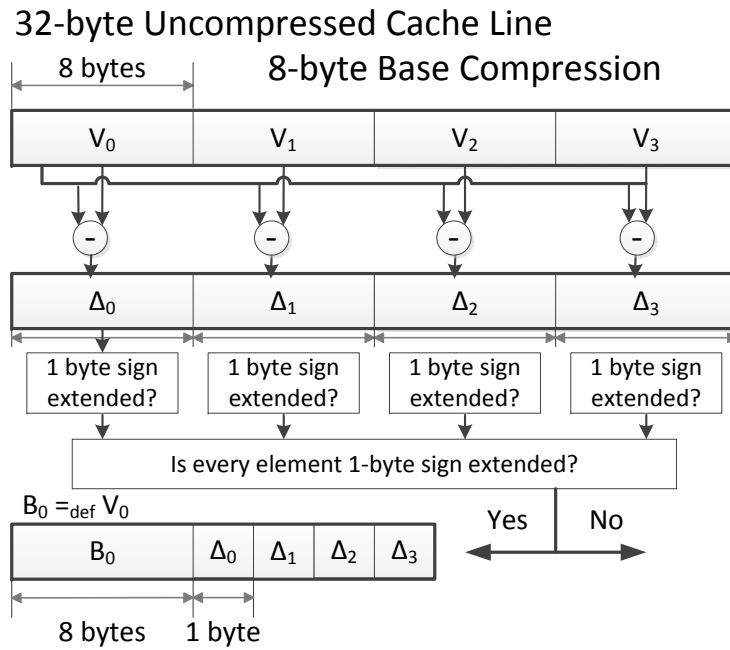 32-byte Uncompressed Cache Line
8 bytes
8-byte Base Compression
V₀ V₁ V₂ V₃
- - - -
Δ₀ Δ₁ Δ₂ Δ₃
1 byte sign extended?
1 byte sign extended?
1 byte sign extended?
1 byte sign extended?
Is every element 1-byte sign extended?
B₀ =def V₀
Yes No
B₀ Δ₀ Δ₁ Δ₂ Δ₃
8 bytes 1 byte